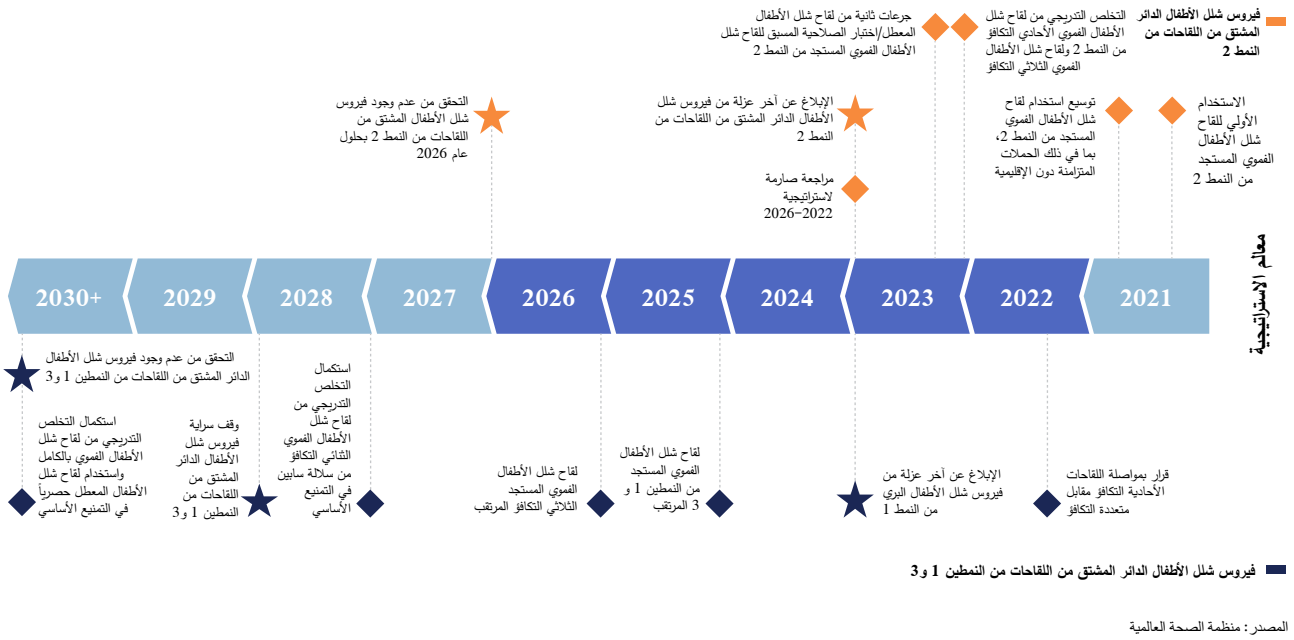 فيروس شلل الأطفال الدائر
المشتق من اللقاحات من
النمط 2
التخلص التدريجي من لقاح شلل
الأطفال الفموي الأحادي التكافؤ
من النمط 2 ولقاح شلل الأطفال
الفموي الثلاثي التكافؤ
جرعات ثانية من لقاح شلل الأطفال
المعطل/اختبار الصلاحية المسبق للقاح شلل
الأطفال الفموي المستجد من النمط 2
الاستخدام
الأولي للقاح
شلل الأطفال
الفموي المستجد
من النمط 2
توسيع استخدام لقاح
شلل الأطفال الفموي
المستجد من النمط 2،
بما في ذلك الحملات
المتزامنة دون الإقليمية
الإبلاغ عن آخر عزلة من فيروس شلل
الأطفال الدائر المشتق من اللقاحات من
النمط 2
مراجعة صارمة
لاستراتيجية
2022-2026
التحقق من عدم وجود فيروس
شلل الأطفال المشتق من
اللقاحات من النمط 2 بحلول
عام 2026
معالم الاستراتيجية
2021
2022
2023
2024
2025
2026
2027
2028
2029
2030+
قرار بمواصلة اللقاحات
الأحادية التكافؤ مقابل
متعددة التكافؤ
الإبلاغ عن آخر عزلة من
فيروس شلل الأطفال البري
من النمط 1
لقاح شلل الأطفال
الفموي المستجد
من النمطين 1 و
3 المرتقب
لقاح شلل الأطفال
الفموي المستجد
الثلاثي التكافؤ المرتقب
استكمال
التخلص
التدريجي من
لقاح شلل
الأطفال الفموي
الثنائي التكافؤ
من سلالة سابين
في التمنيع
الأساسي
وقف سراية
فيروس شلل
الأطفال الدائر
المشتق من
اللقاحات من
النمطين 1 و3
التحقق من عدم وجود فيروس شلل الأطفال
الدائر المشتق من اللقاحات من النمطين 1 و3
استكمال التخلص
التدريجي من لقاح شلل
الأطفال الفموي بالكامل
واستخدام لقاح شلل
الأطفال المعطل حصرياً
في التمنيع الأساسي
فيروس شلل الأطفال الدائر المشتق من اللقاحات من النمطين 1 و3
المصدر: منظمة الصحة العالمية